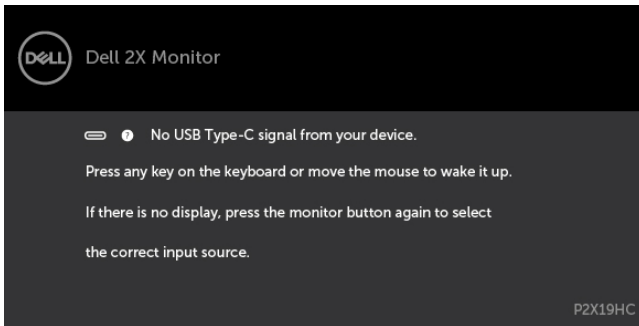 DELL
Dell 2X Monitor
? No USB Type-C signal from your device.
Press any key on the keyboard or move the mouse to wake it up.
If there is no display, press the monitor button again to select
the correct input source.
P2X19HC